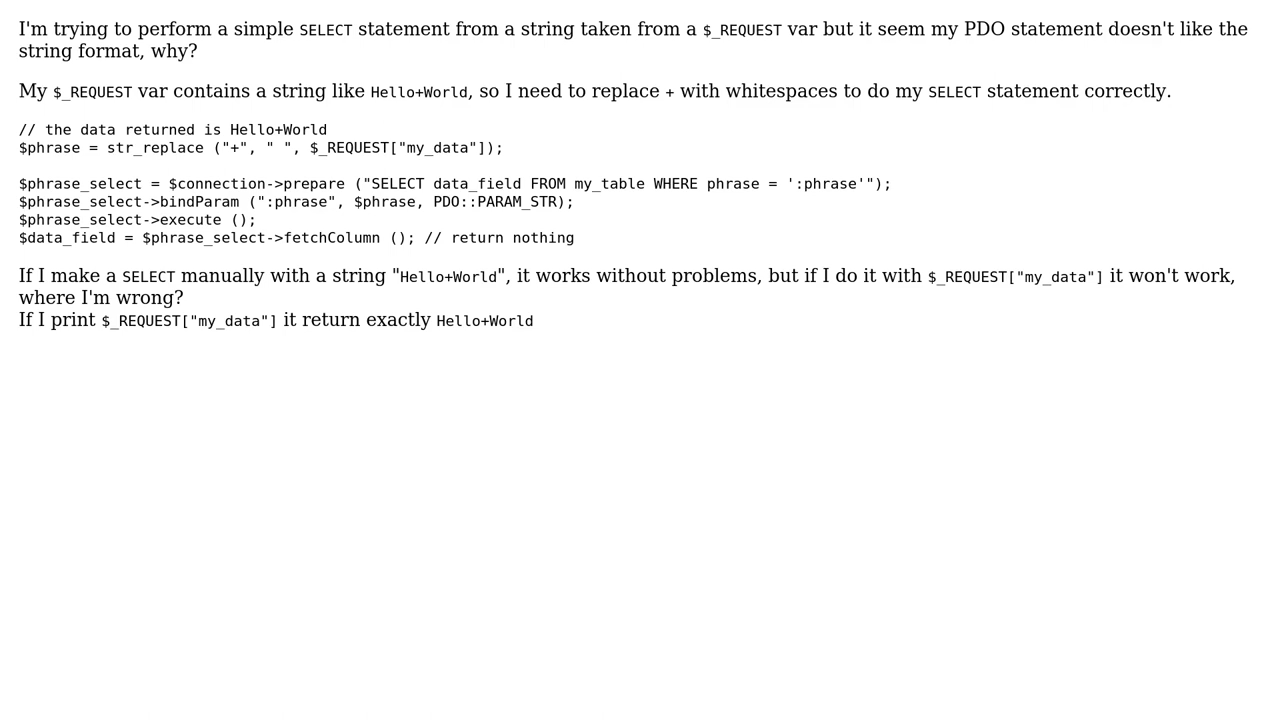 I'm trying to perform a simple SELECT statement from a string taken from a $_REQUEST var but it seem my PDO statement doesn't like the
string format, why?
My $_REQUEST var contains a string like Hello+World, so I need to replace + with whitespaces to do my SELECT statement correctly.
// the data returned is Hello+World
$phrase = str_replace ("+", " ", $_REQUEST["my_data"]);
$phrase_select = $connection->prepare ("SELECT data_field FROM my_table WHERE phrase = ':phrase'");
$phrase_select->bindParam (":phrase", $phrase, PDO::PARAM_STR);
$phrase_select->execute ();
$data_field = $phrase_select->fetchColumn (); // return nothing
If I make a SELECT manually with a string "Hello+World", it works without problems, but if I do it with $_REQUEST["my_data"] it won't work,
where I'm wrong?
If I print $_REQUEST["my_data"] it return exactly Hello+World